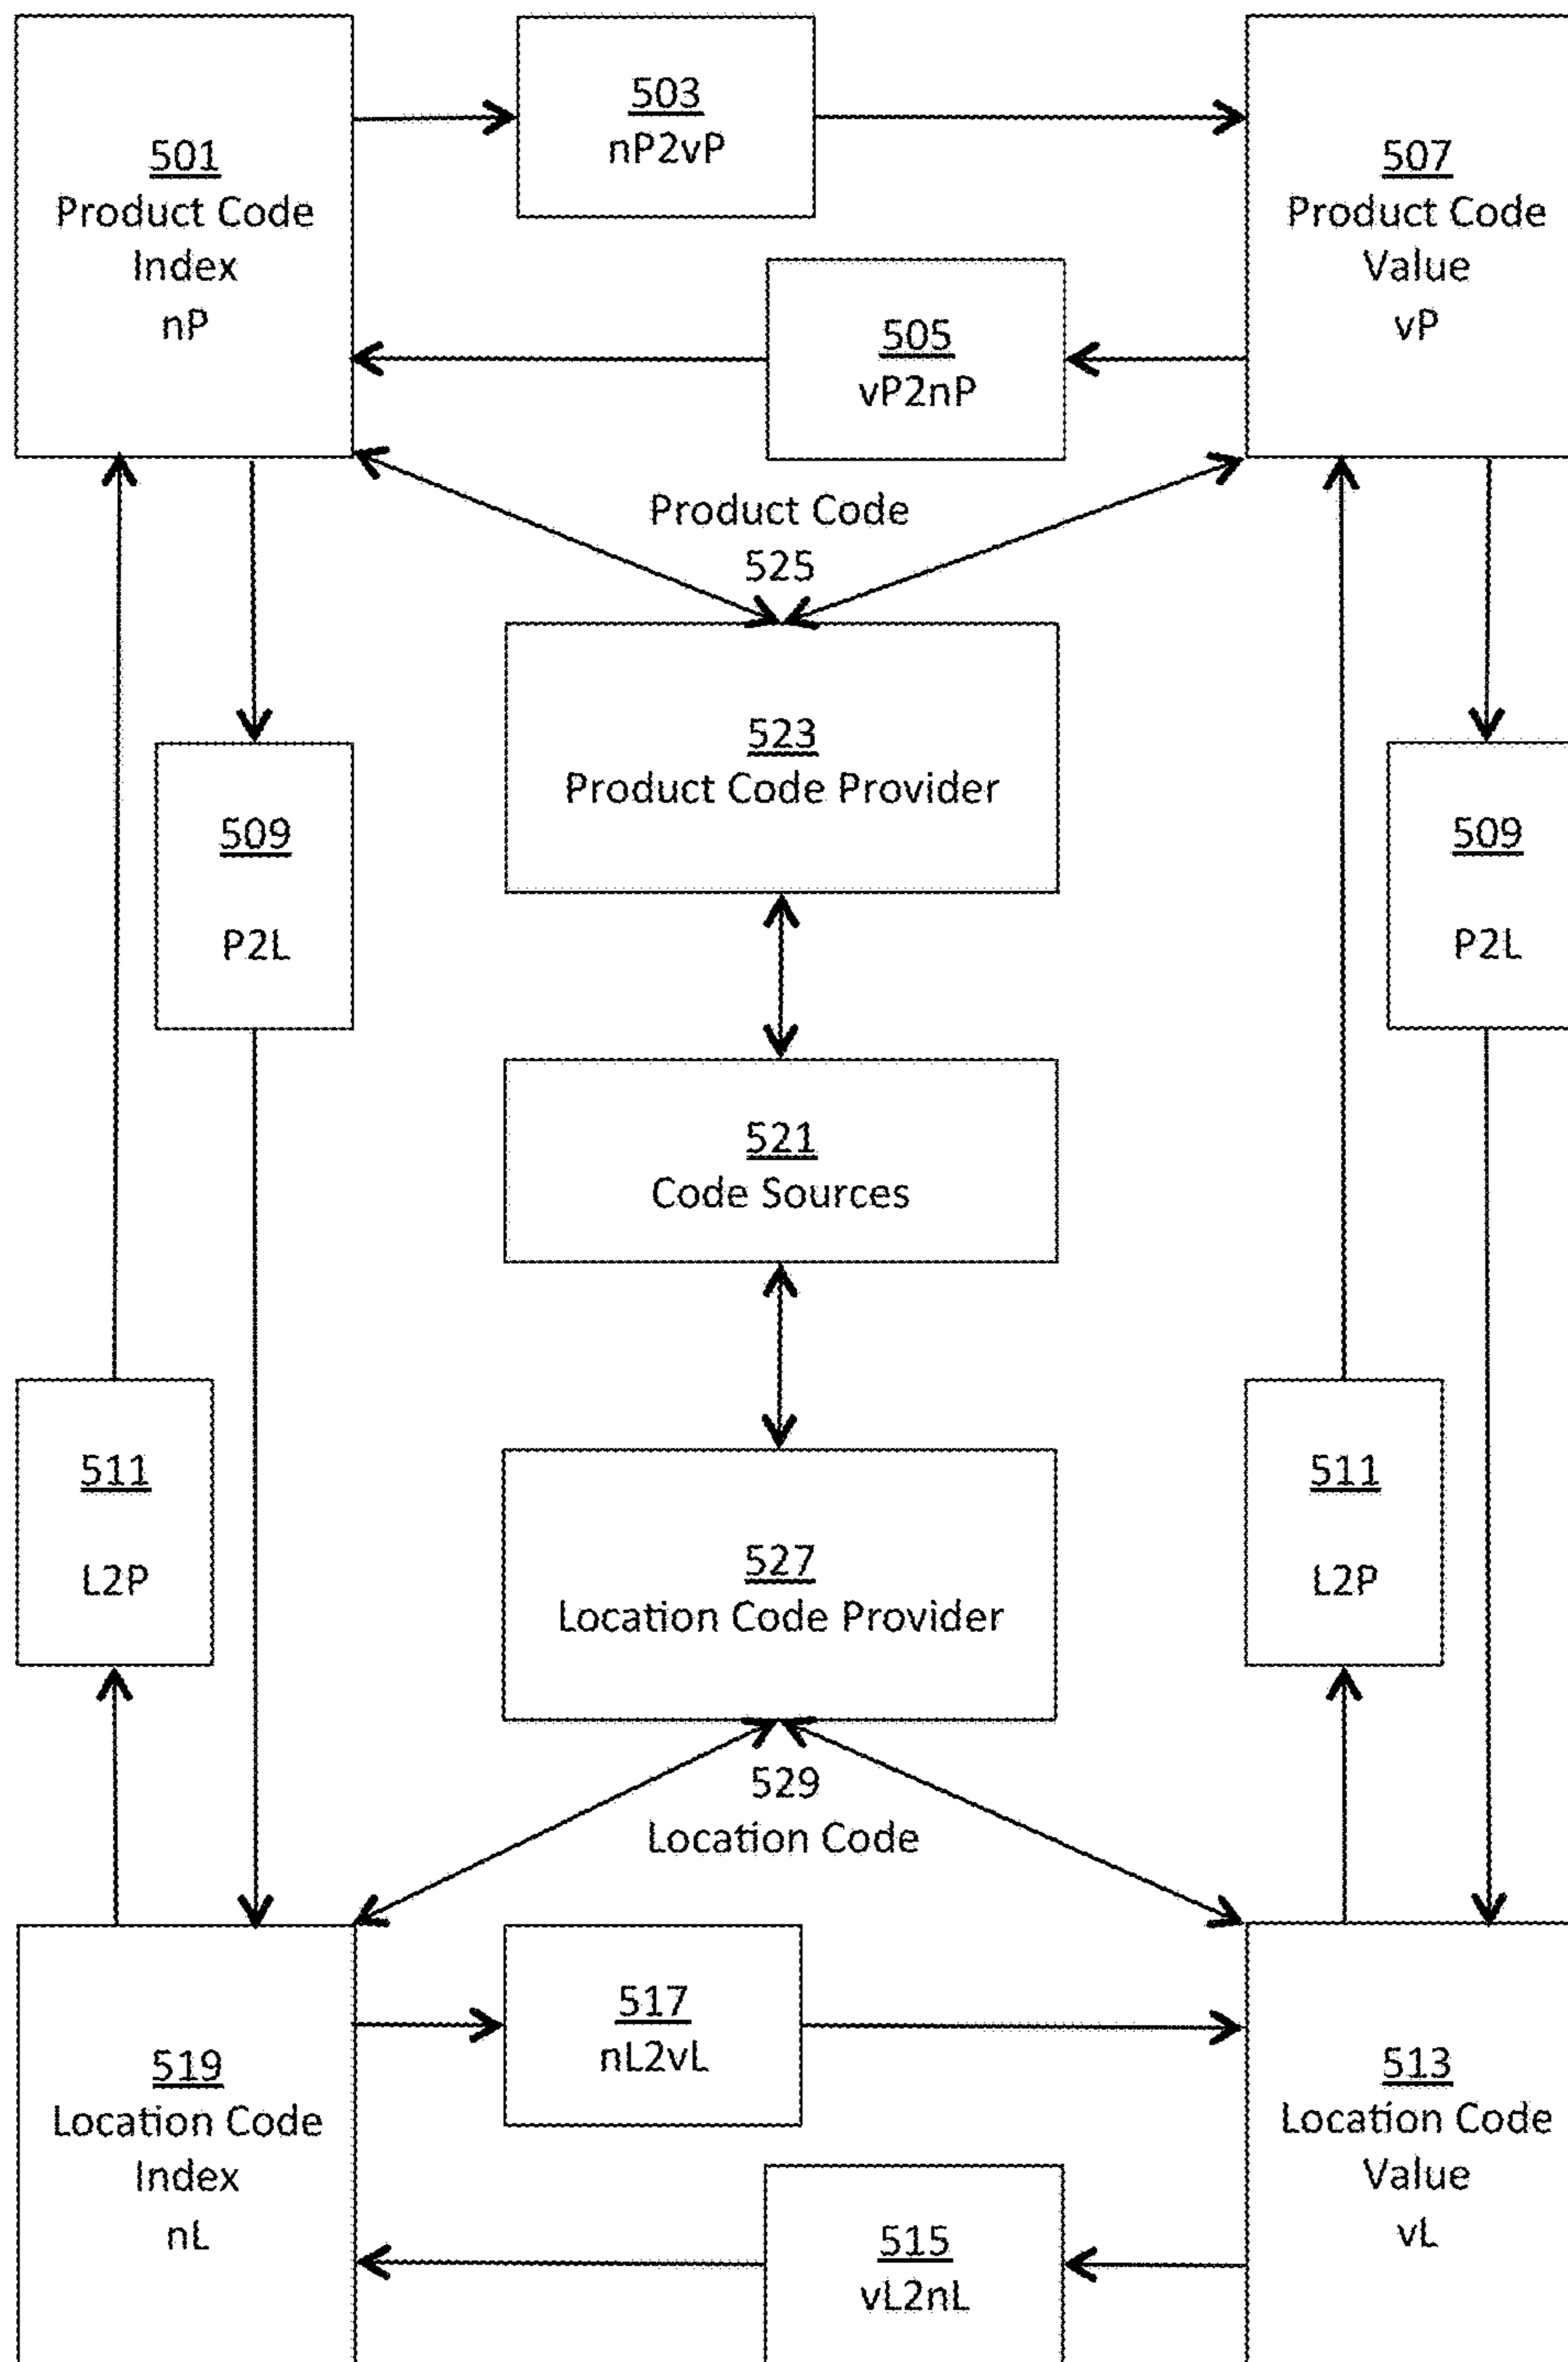 501
Product Code
Index
nP
503
nP2vP
507
Product Code
Value
vP
505
vP2nP
Product Code
525
523
Product Code Provider
509
P2L
509
P2L
521
Code Sources
511
L2P
527
Location Code Provider
511
L2P
529
Location Code
519
Location Code
Index
nL
517
nL2vL
513
Location Code
Value
vL
515
vL2nL